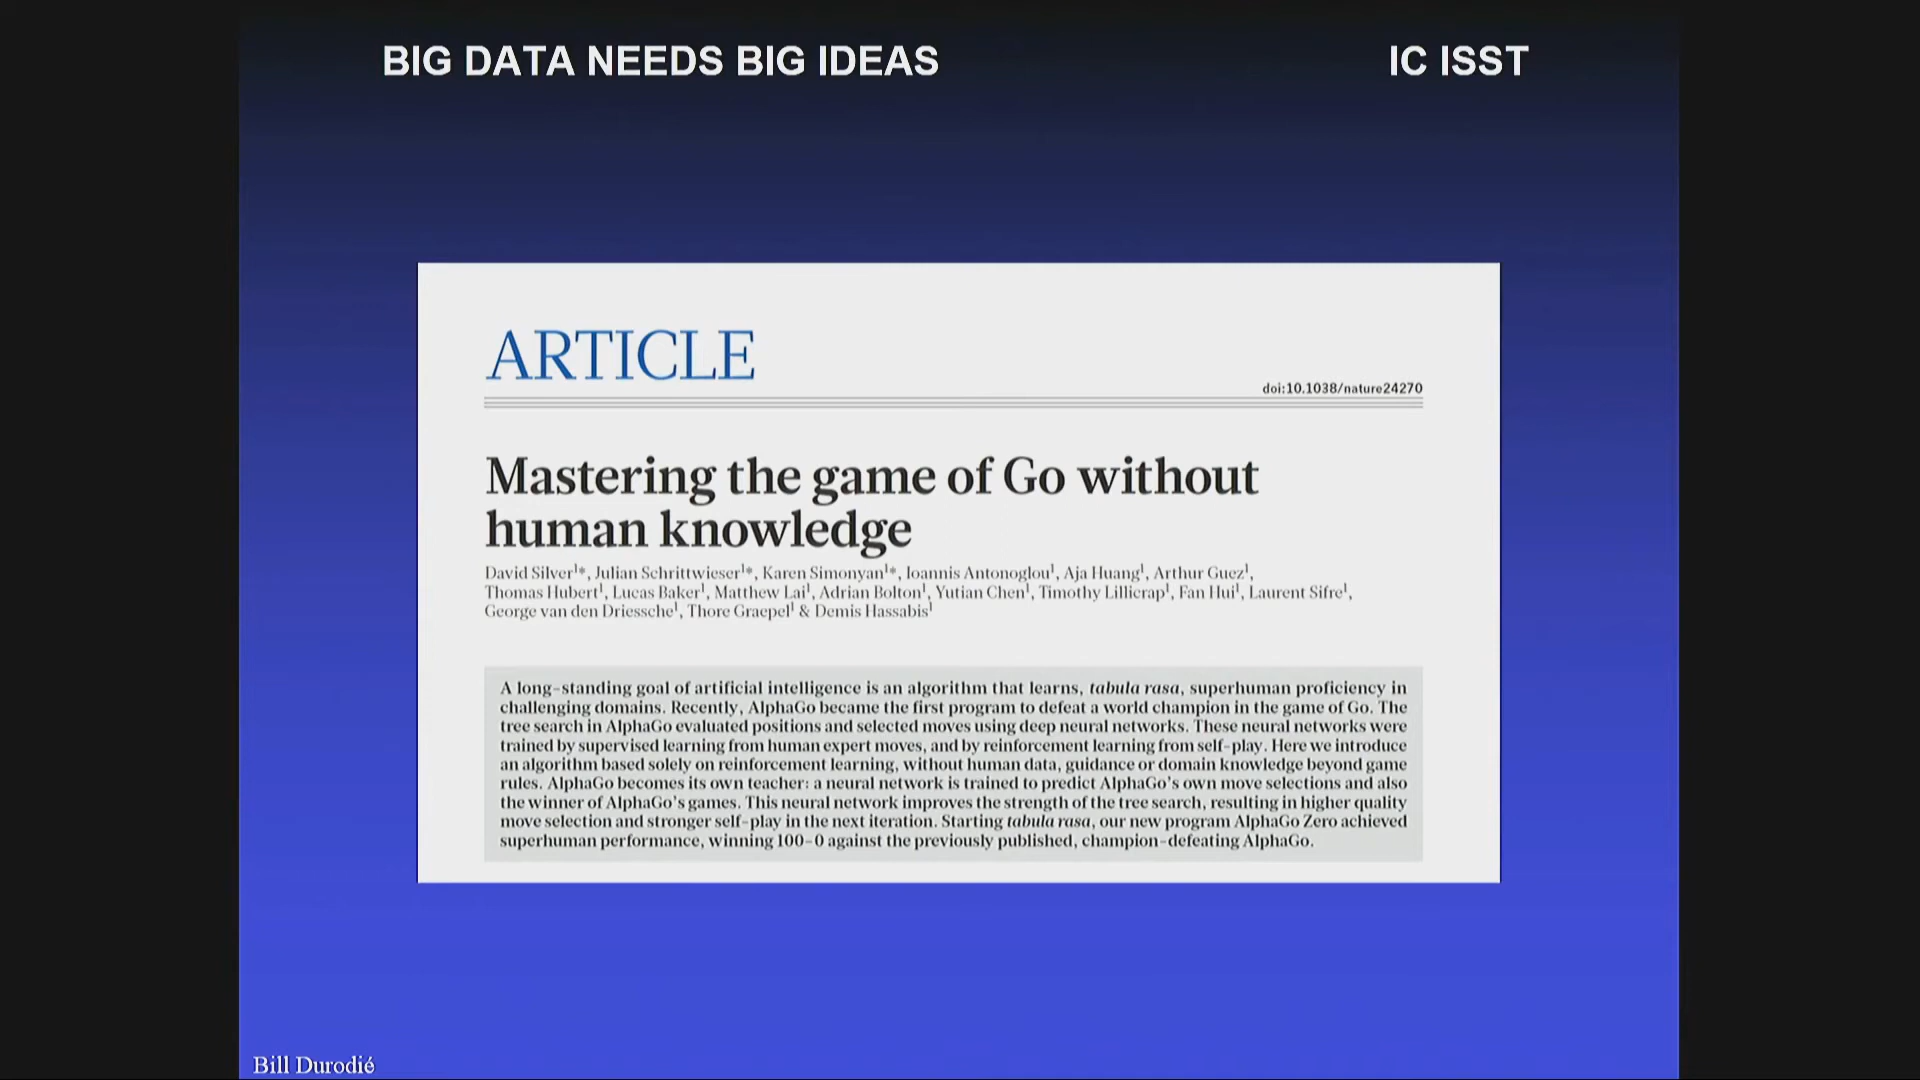 BIG DATA NEEDS BIG IDEAS
IC ISST
ARTICLE
doi:10.1038/nature24270
Mastering the game of Go without
human knowledge
David Silver¹*, Julian Schrittwieser¹*, Karen Simonyan¹*, Ioannis Antonoglou¹, Aja Huang¹, Arthur Guez¹,
Thomas Hubert¹, Lucas Baker¹, Matthew Lai¹, Adrian Bolton¹, Yutian Chen¹, Timothy Lillicrap¹, Fan Hui¹, Laurent Sifre¹,
George van den Driessche¹, Thore Graepel¹ & Demis Hassabis¹
A long-standing goal of artificial intelligence is an algorithm that learns, tabula rasa, superhuman proficiency in
challenging domains. Recently, AlphaGo became the first program to defeat a world champion in the game of Go. The
tree search in AlphaGo evaluated positions and selected moves using deep neural networks. These neural networks were
trained by supervised learning from human expert moves, and by reinforcement learning from self-play. Here we introduce
an algorithm based solely on reinforcement learning, without human data, guidance or domain knowledge beyond game
rules. AlphaGo becomes its own teacher: a neural network is trained to predict AlphaGo's own move selections and also
the winner of AlphaGo's games. This neural network improves the strength of the tree search, resulting in higher quality
move selection and stronger self-play in the next iteration. Starting tabula rasa, our new program AlphaGo Zero achieved
superhuman performance, winning 100-0 against the previously published, champion-defeating AlphaGo.
Bill Durodié